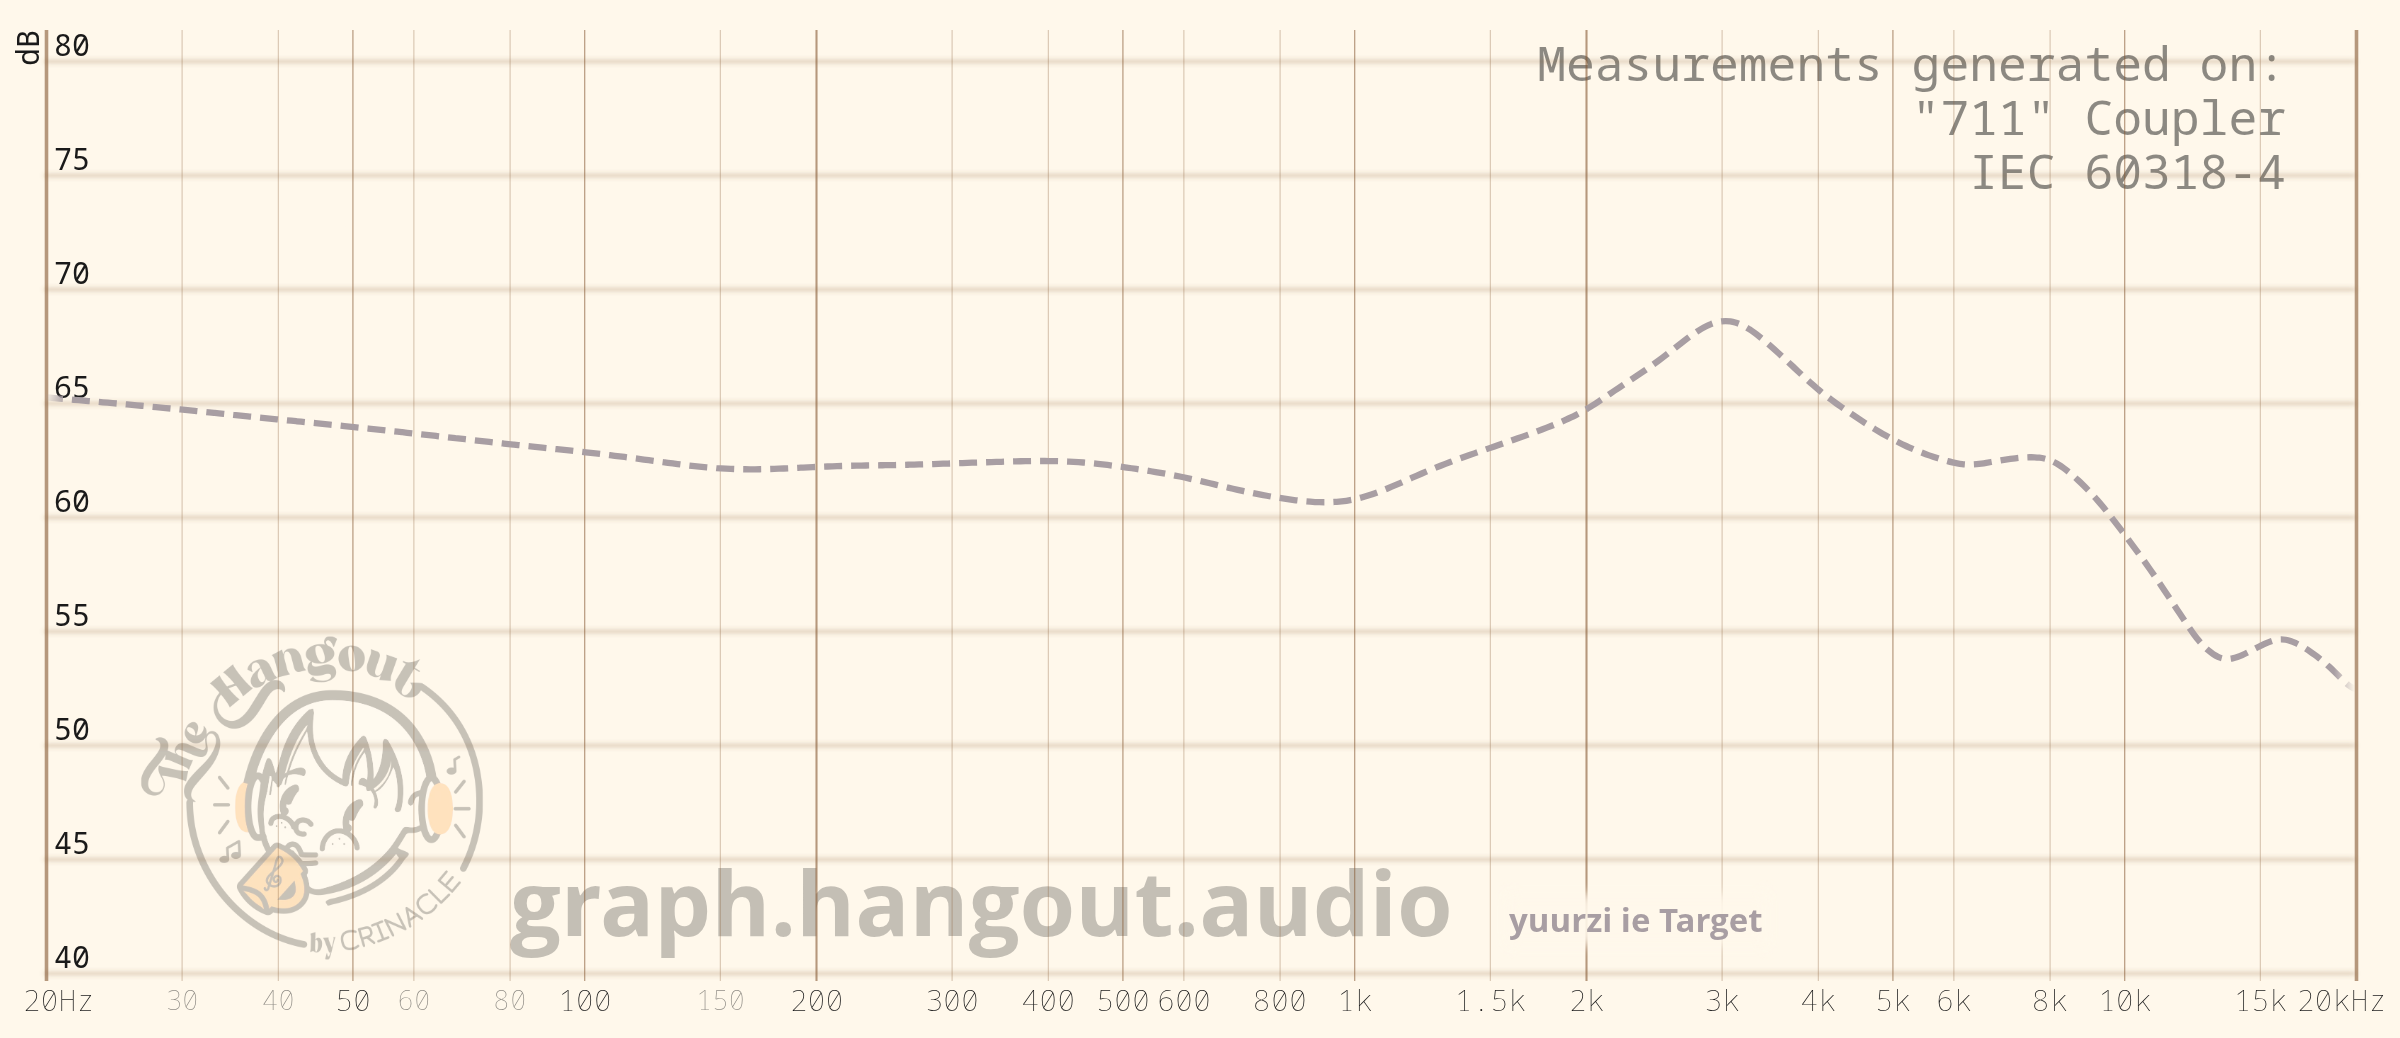 dB
80
75
70
65
60
55
50
45
40
Measurements generated on:
"711" Coupler
IEC 60318-4
The Hangout
by CRINACLE
graph.hangout.audio
yuurzi ie Target
20Hz 30 40 50 60 80 100 150 200 300 400 500 600 800 1k 1.5k 2k 3k 4k 5k 6k 8k 10k 15k 20kHz